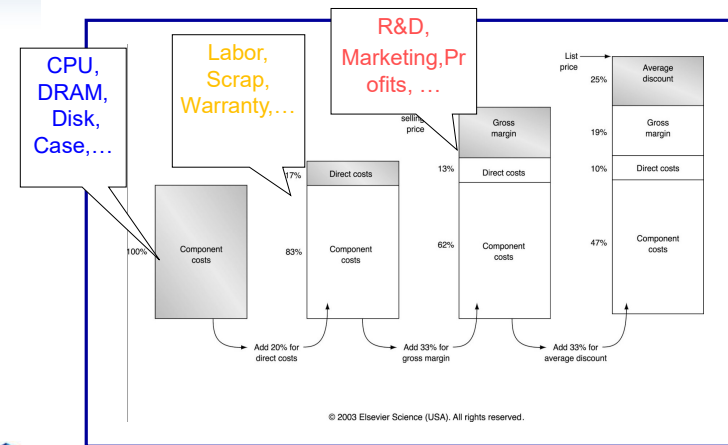 CPU,
DRAM,
Disk,
Case,…
Labor,
Scrap,
Warranty,…
R&D,
Marketing,Pr
ofits, …
100%
Component
costs
17%
Direct costs
83%
Component
costs
selling
price
Gross
margin
13%
Direct costs
62%
Component
costs
List
price
25%
Average
discount
19%
Gross
margin
10%
Direct costs
47%
Component
costs
Add 20% for
direct costs
Add 33% for
gross margin
Add 33% for
average discount
© 2003 Elsevier Science (USA). All rights reserved.